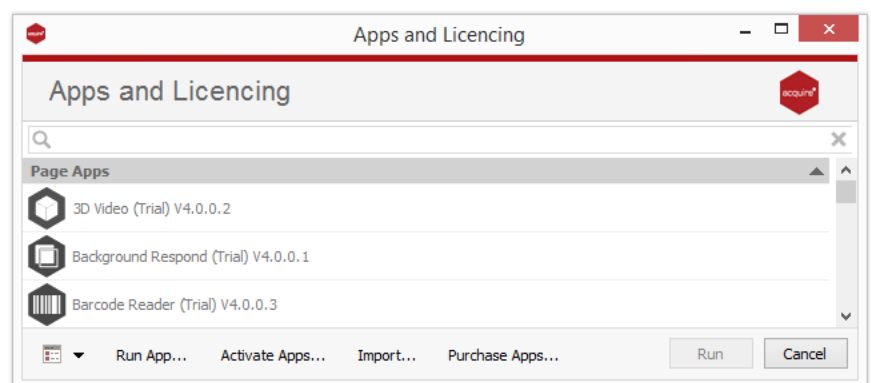 Apps and Licencing
Apps and Licencing
acquire
Page Apps
3D Video (Trial) V4.0.0.2
Background Respond (Trial) V4.0.0.1
Barcode Reader (Trial) V4.0.0.3
Run App... Activate Apps... Import... Purchase Apps... Run Cancel